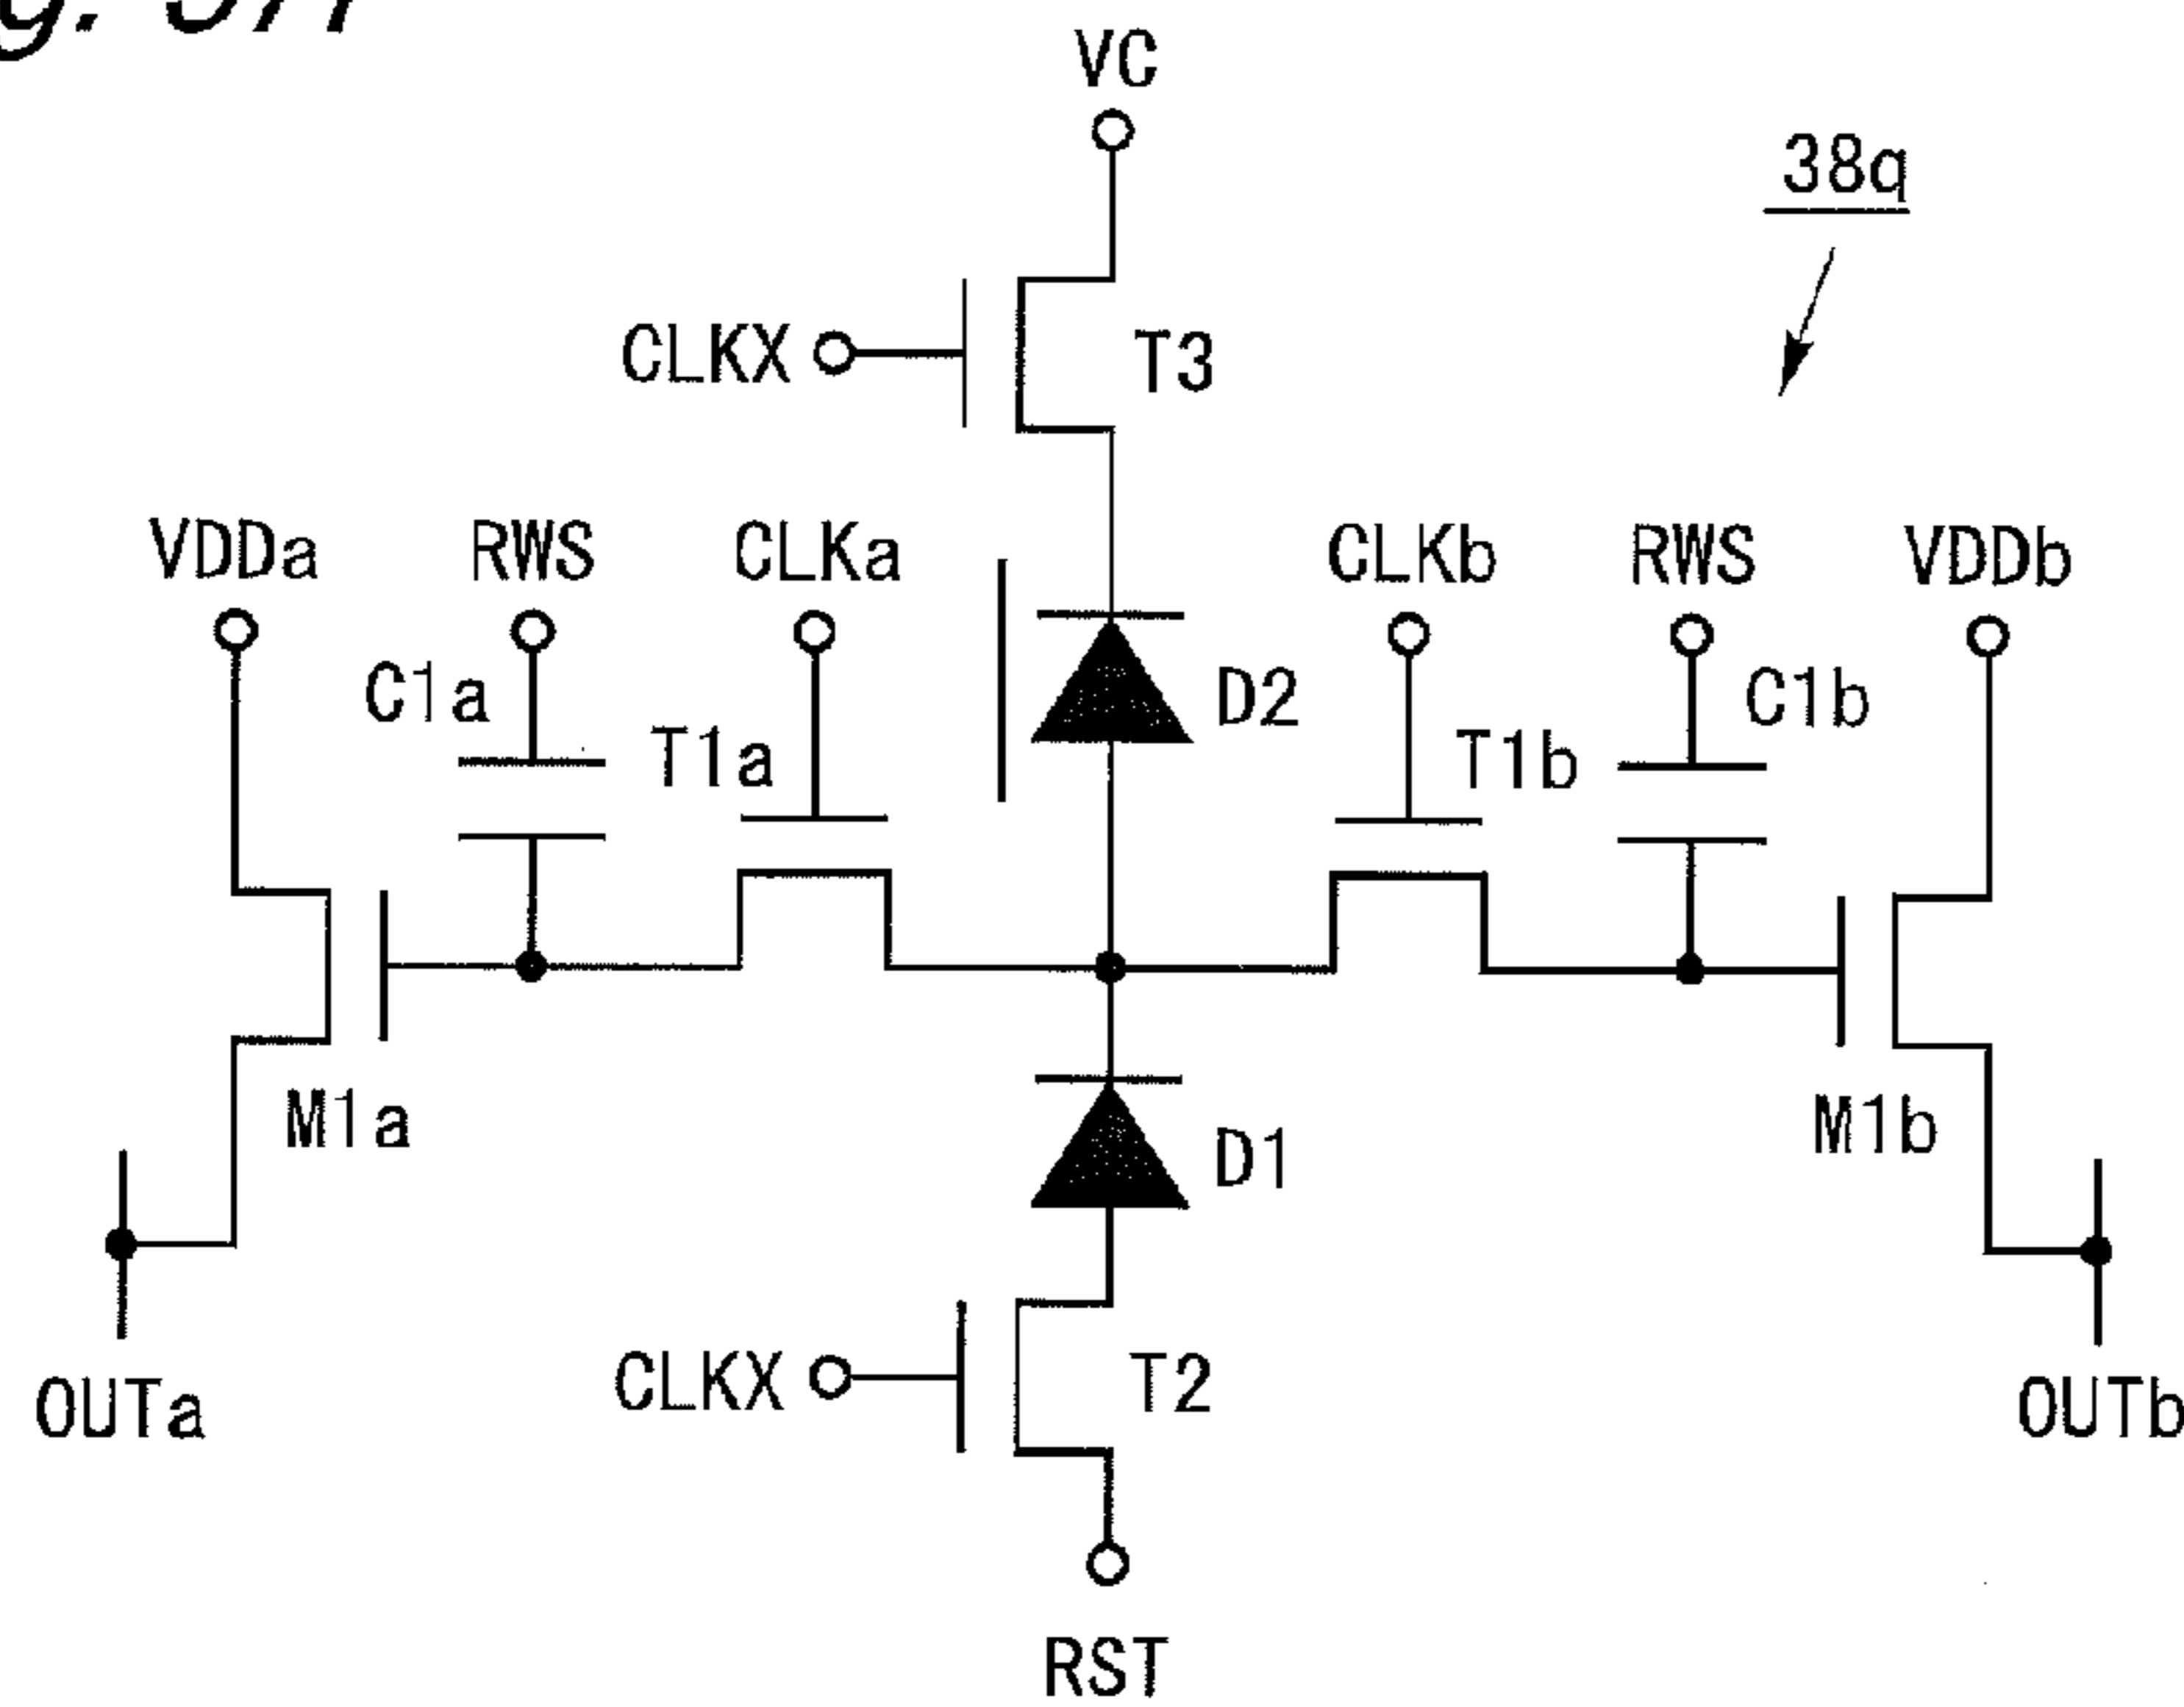 VC
38q
CLKX
T3
VDDa
RWS
CLKa
CLKb
RWS
VDDb
C1a
T1a
D2
T1b
C1b
M1a
D1
M1b
CLKX
T2
OUTa
OUTb
RST